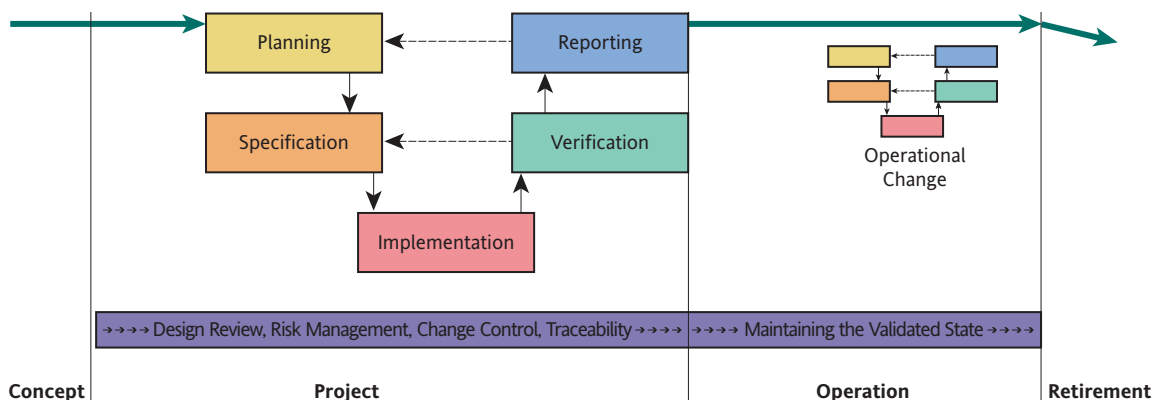 Planning
Reporting
Specification
Verification
Implementation
Operational
Change
Design Review, Risk Management, Change Control, Traceability
Maintaining the Validated State
Concept
Project
Operation
Retirement